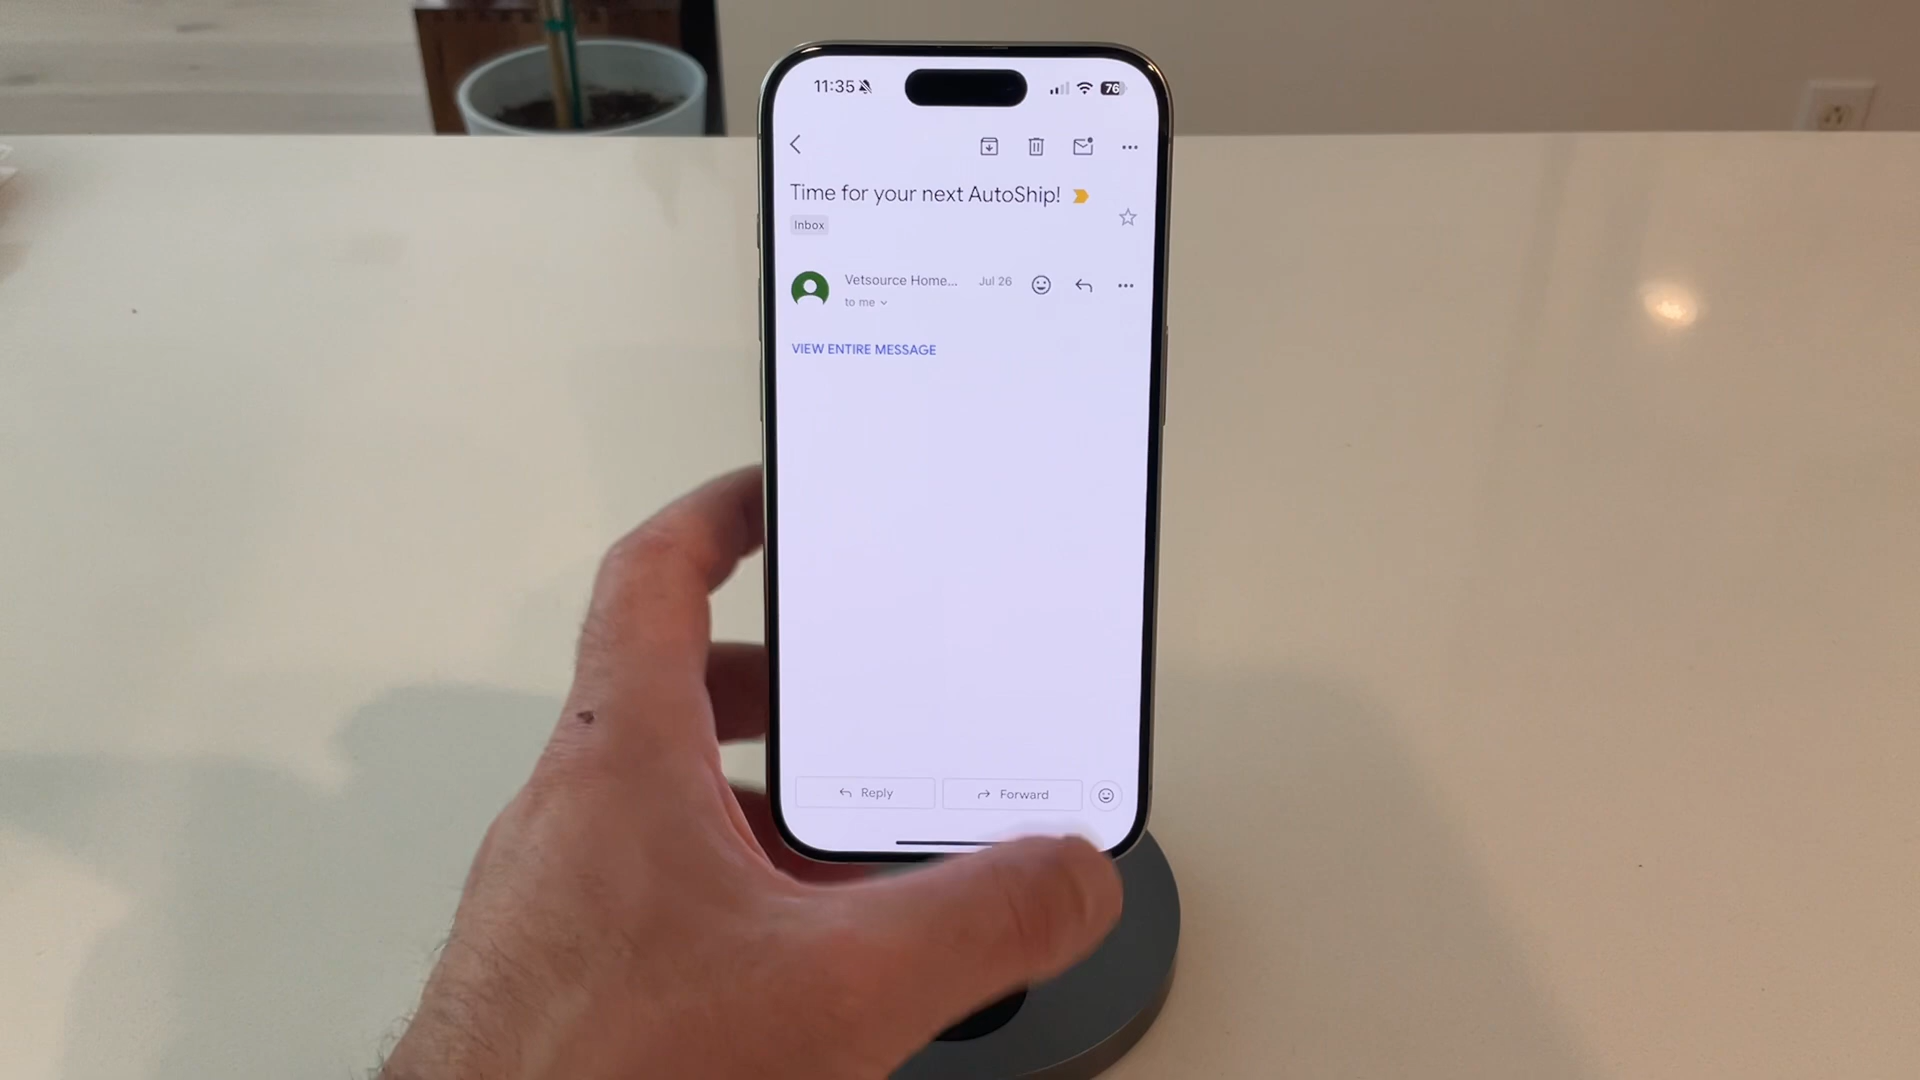 11:35
76
Time for your next AutoShip!
Inbox
Vetsource Home... Jul 26
to me
VIEW ENTIRE MESSAGE
Reply
Forward